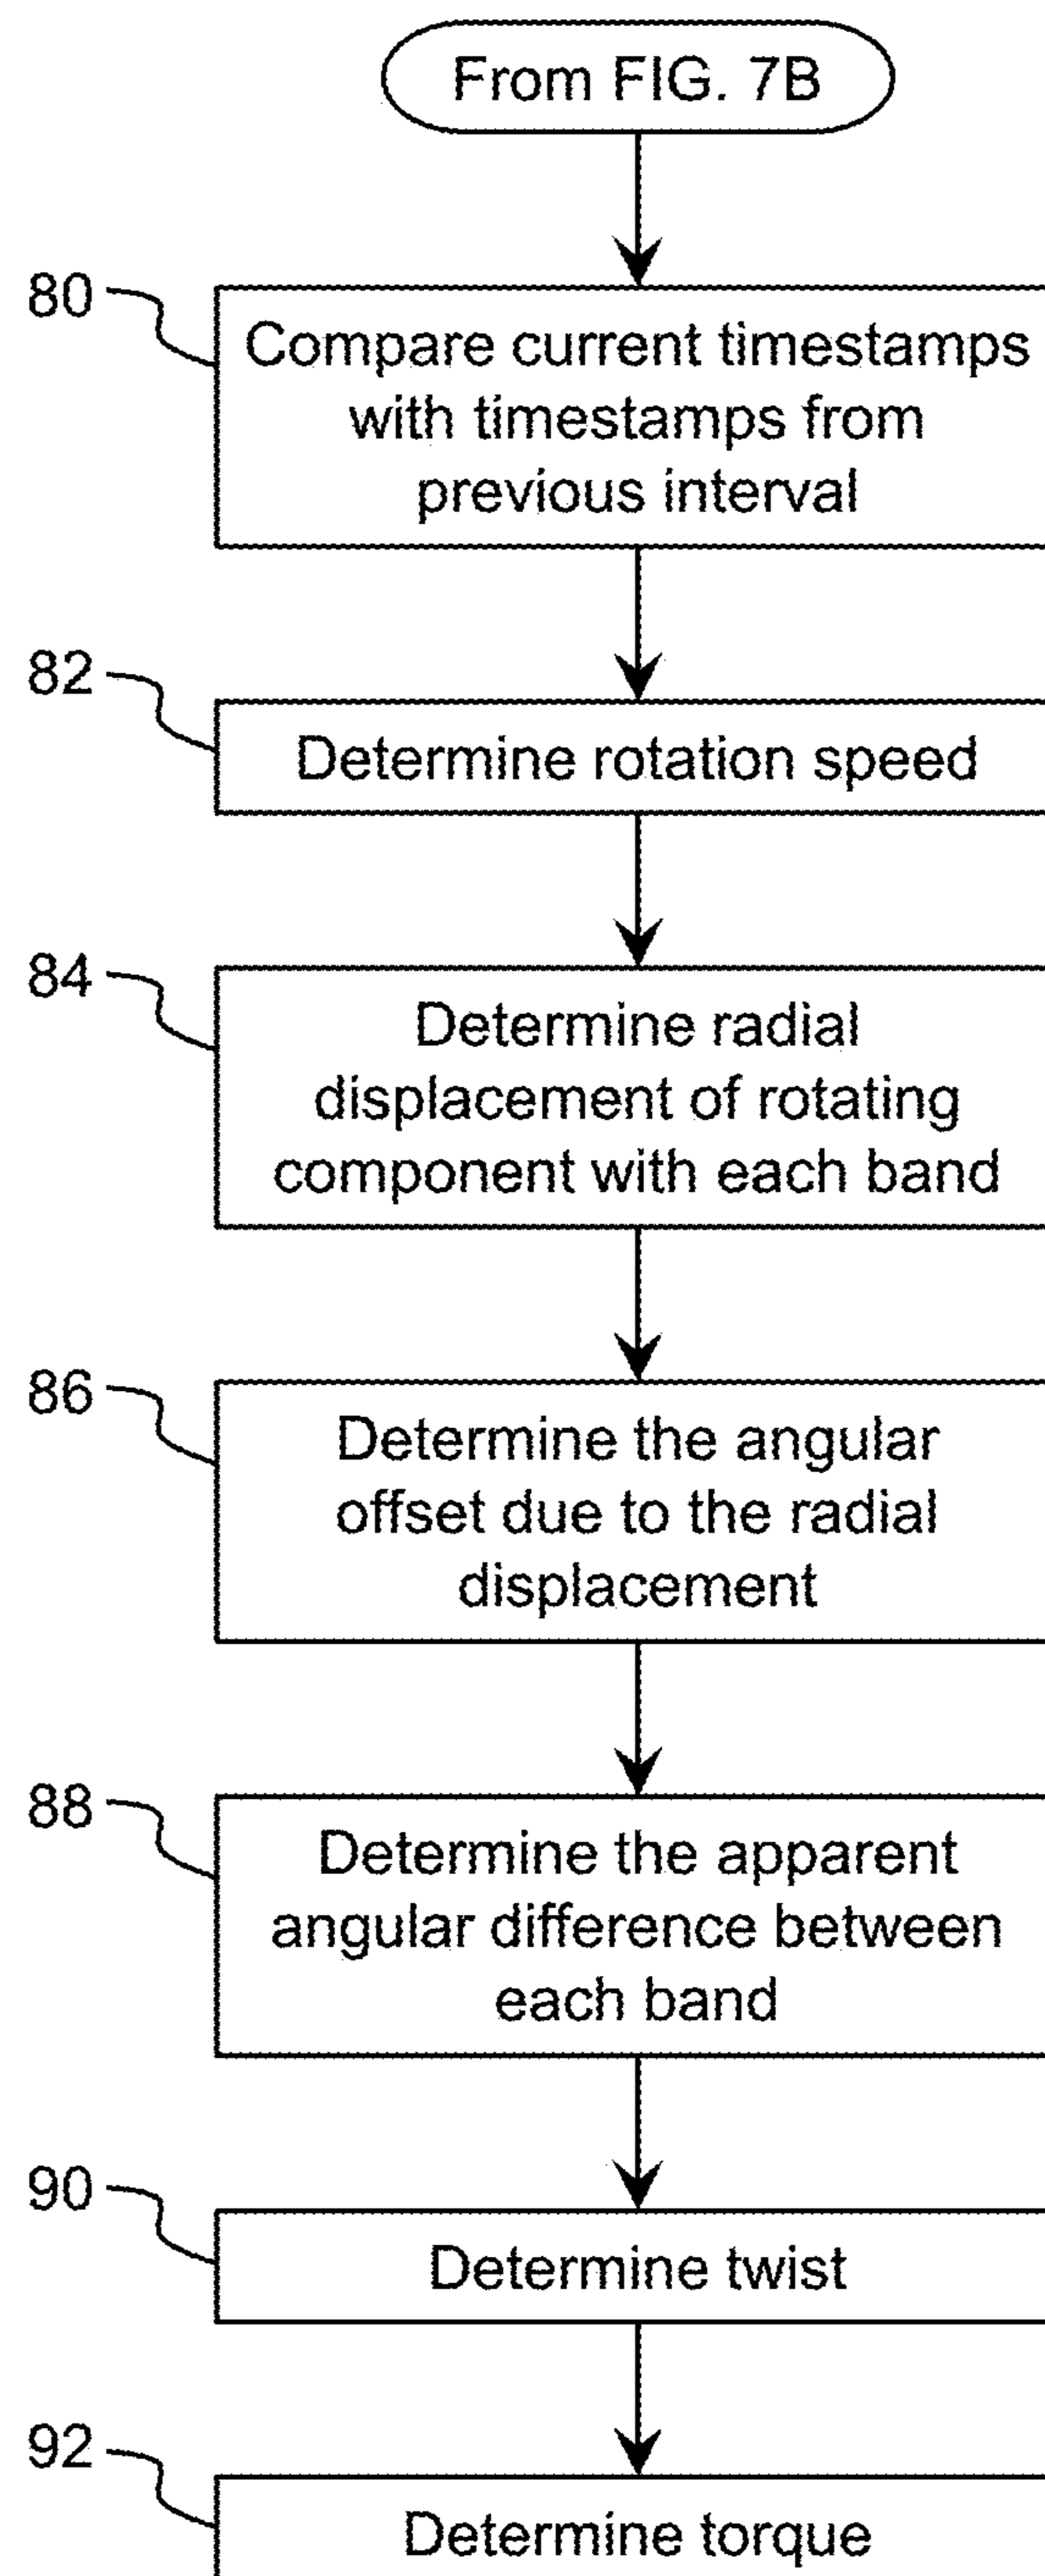 From FIG. 7B
80
Compare current timestamps
with timestamps from
previous interval
82
Determine rotation speed
84
Determine radial
displacement of rotating
component with each band
86
Determine the angular
offset due to the radial
displacement
88
Determine the apparent
angular difference between
each band
90
Determine twist
92
Determine torque